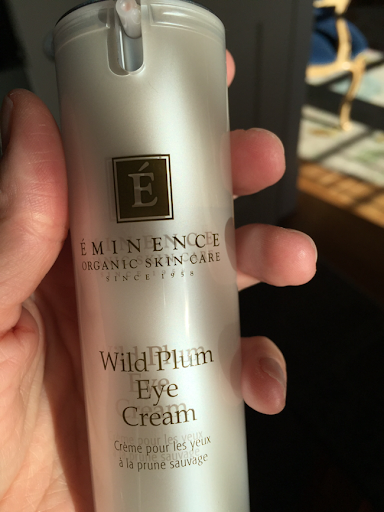 É
ÉMINENCE
ORGANIC SKIN CARE
SINCE 1958
Wild Plum
Eye
Cream
Crème pour les yeux
à la prune sauvage